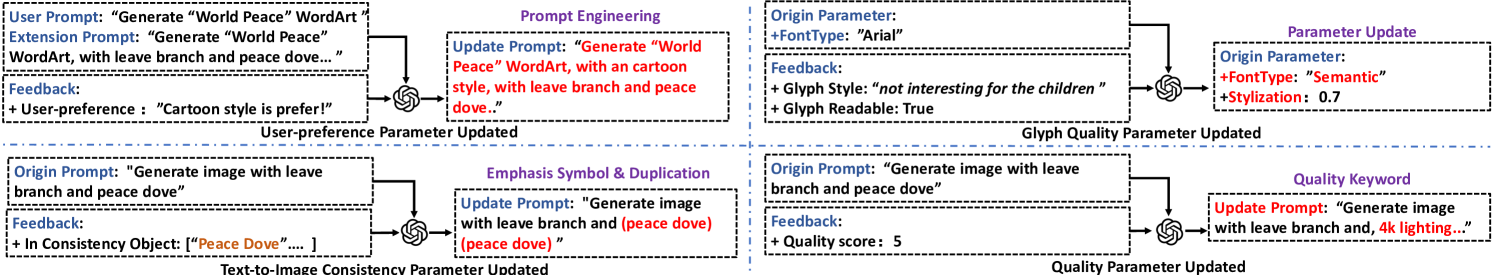 User Prompt: “Generate “World Peace” WordArt ”
Extension Prompt: “Generate “World Peace”
WordArt, with leave branch and peace dove...”
Feedback:
+ User-preference： ”Cartoon style is prefer!”
Prompt Engineering
Update Prompt: “Generate “World
Peace” WordArt, with an cartoon
style, with leave branch and peace
dove..”
User-preference Parameter Updated
Origin Parameter:
+FontType: ”Arial”
Feedback:
+ Glyph Style: “not interesting for the children ”
+ Glyph Readable: True
Parameter Update
Origin Parameter:
+FontType: ”Semantic”
+Stylization：0.7
Glyph Quality Parameter Updated
Origin Prompt: "Generate image with leave
branch and peace dove”
Feedback:
+ In Consistency Object: [“Peace Dove”.... ]
Emphasis Symbol & Duplication
Update Prompt: "Generate image
with leave branch and (peace dove)
(peace dove) ”
Text-to-Image Consistency Parameter Updated
Origin Prompt: “Generate image with leave
branch and peace dove”
Feedback:
+ Quality score：5
Quality Keyword
Update Prompt: “Generate image
with leave branch and, 4k lighting...”
Quality Parameter Updated